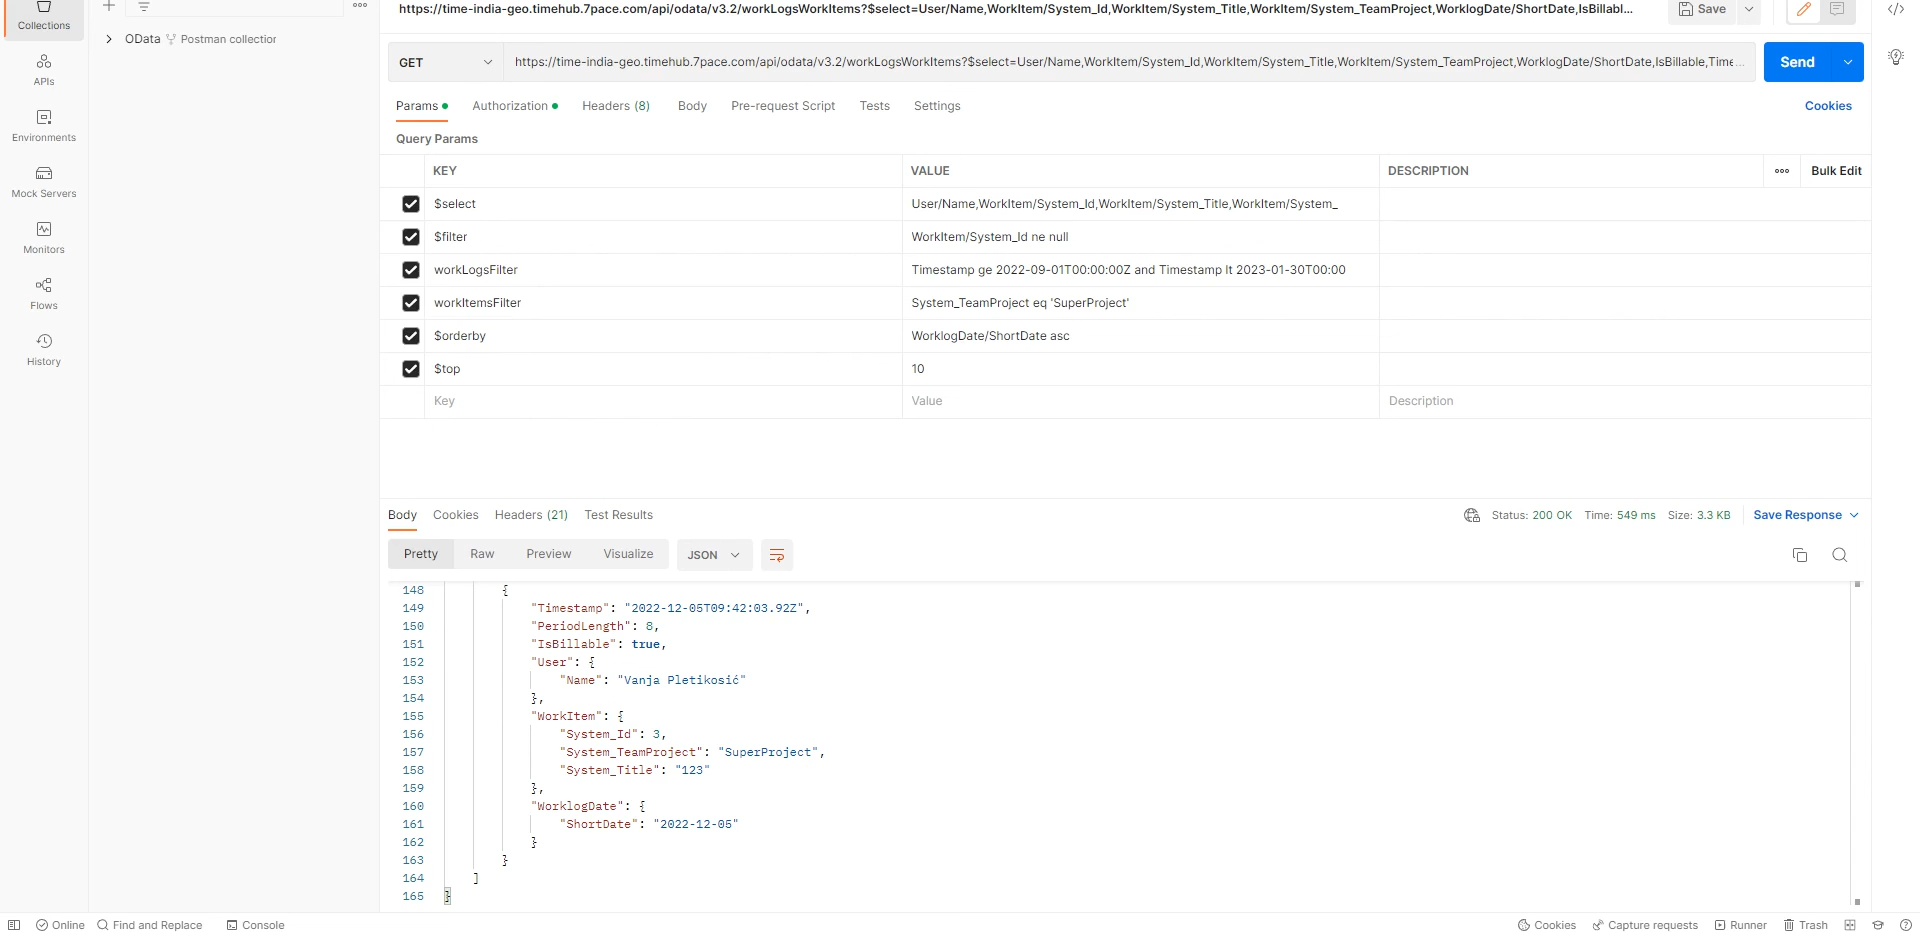 Collections
APIs
Environments
Mock Servers
Monitors
Flows
History
OData Postman collection
https://time-india-geo.timehub.7pace.com/api/odata/v3.2/workLogsWorkItems?$select=User/Name,WorkItem/System_Id,WorkItem/System_Title,WorkItem/System_TeamProject,WorklogDate/ShortDate,IsBillabl...
Save
GET
https://time-india-geo.timehub.7pace.com/api/odata/v3.2/workLogsWorkItems?$select=User/Name,WorkItem/System_Id,WorkItem/System_Title,WorkItem/System_TeamProject,WorklogDate/ShortDate,IsBillable,Time...
Send
Params Authorization Headers (8) Body Pre-request Script Tests Settings Cookies
Query Params
KEY VALUE DESCRIPTION Bulk Edit
$select User/Name,WorkItem/System_Id,WorkItem/System_Title,WorkItem/System_
$filter WorkItem/System_Id ne null
workLogsFilter Timestamp ge 2022-09-01T00:00:00Z and Timestamp lt 2023-01-30T00:00
workItemsFilter System_TeamProject eq 'SuperProject'
$orderby WorklogDate/ShortDate asc
$top 10
Key Value Description
Body Cookies Headers (21) Test Results Status: 200 OK Time: 549 ms Size: 3.3 KB Save Response
Pretty Raw Preview Visualize JSON
148 {
149 "Timestamp": "2022-12-05T09:42:03.92Z",
150 "PeriodLength": 8,
151 "IsBillable": true,
152 "User": {
153 "Name": "Vanja Pletikosić"
154 },
155 "WorkItem": {
156 "System_Id": 3,
157 "System_TeamProject": "SuperProject",
158 "System_Title": "123"
159 },
160 "WorklogDate": {
161 "ShortDate": "2022-12-05"
162 }
163 }
164 ]
165 }
Online Find and Replace Console Cookies Capture requests Runner Trash